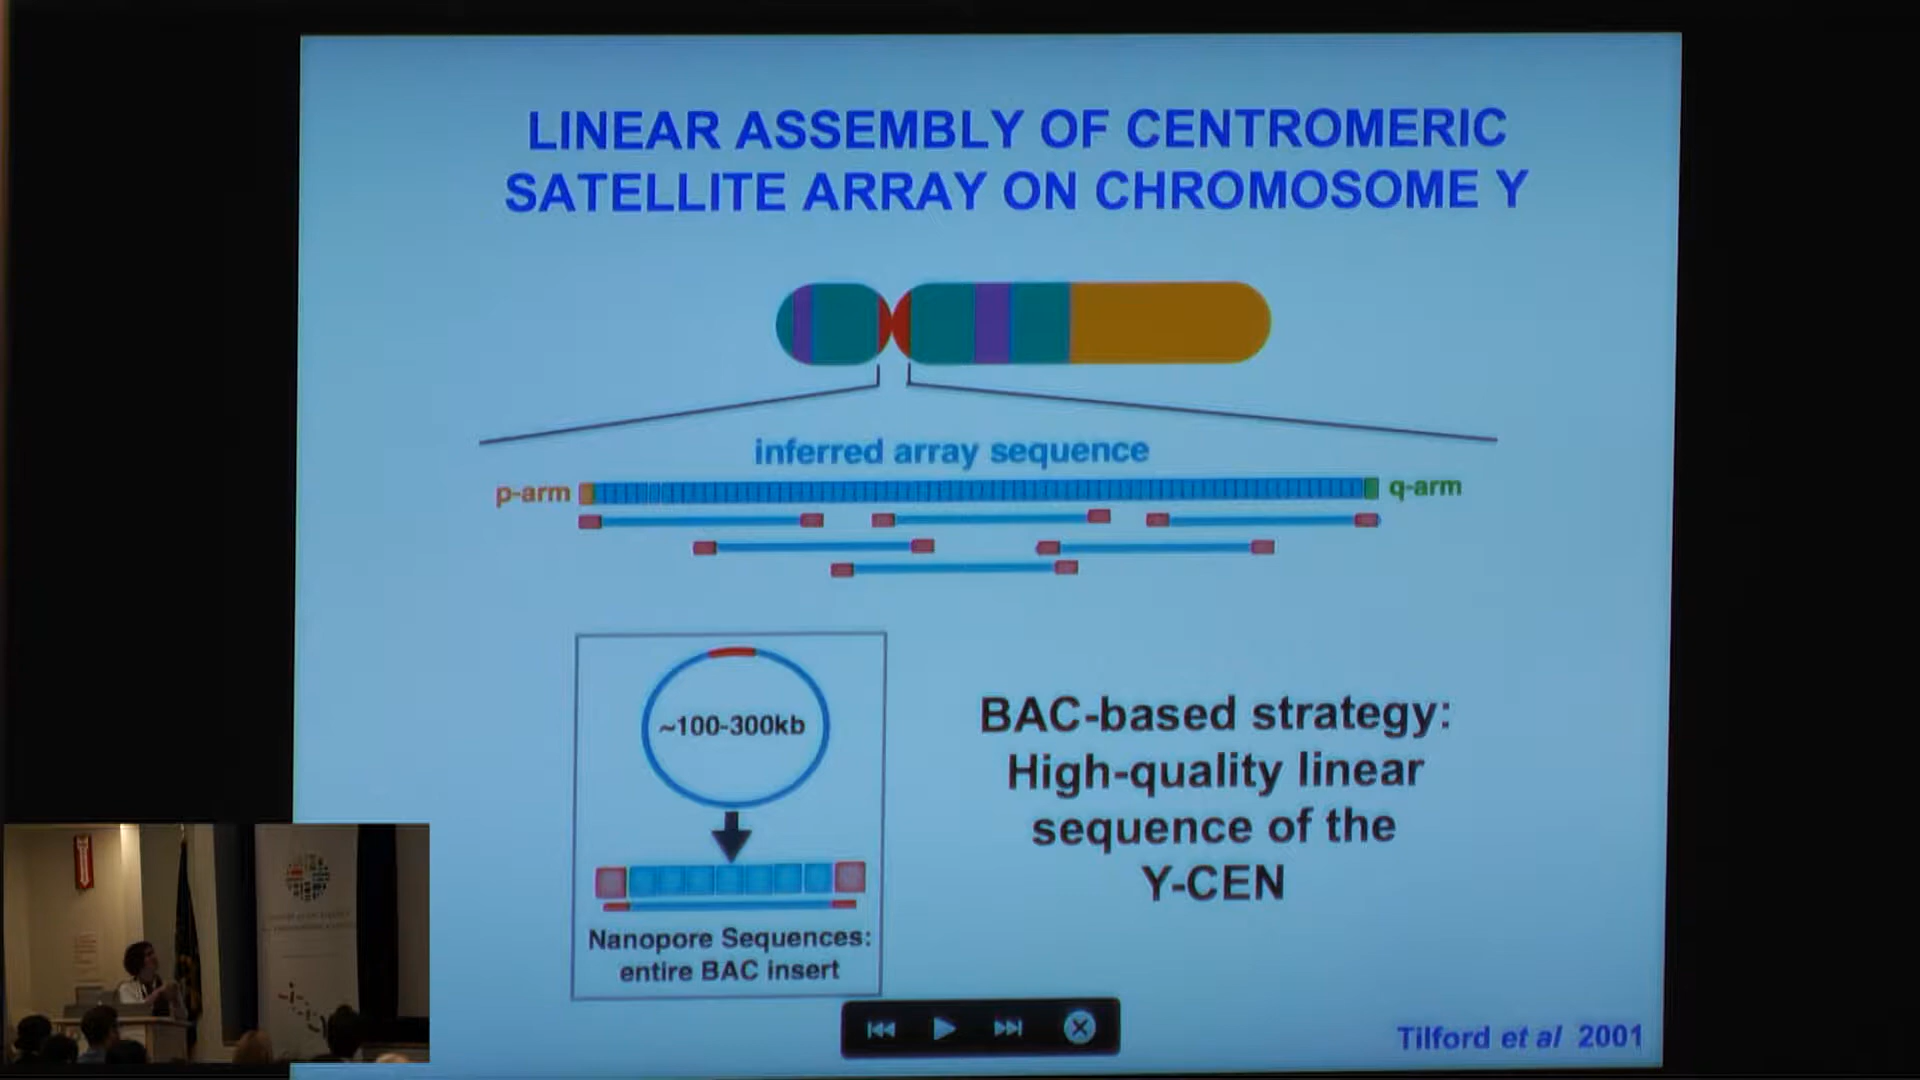 LINEAR ASSEMBLY OF CENTROMERIC
SATELLITE ARRAY ON CHROMOSOME Y
inferred array sequence
p-arm
q-arm
~100-300kb
Nanopore Sequences:
entire BAC insert
BAC-based strategy:
High-quality linear
sequence of the
Y-CEN
Tilford et al 2001